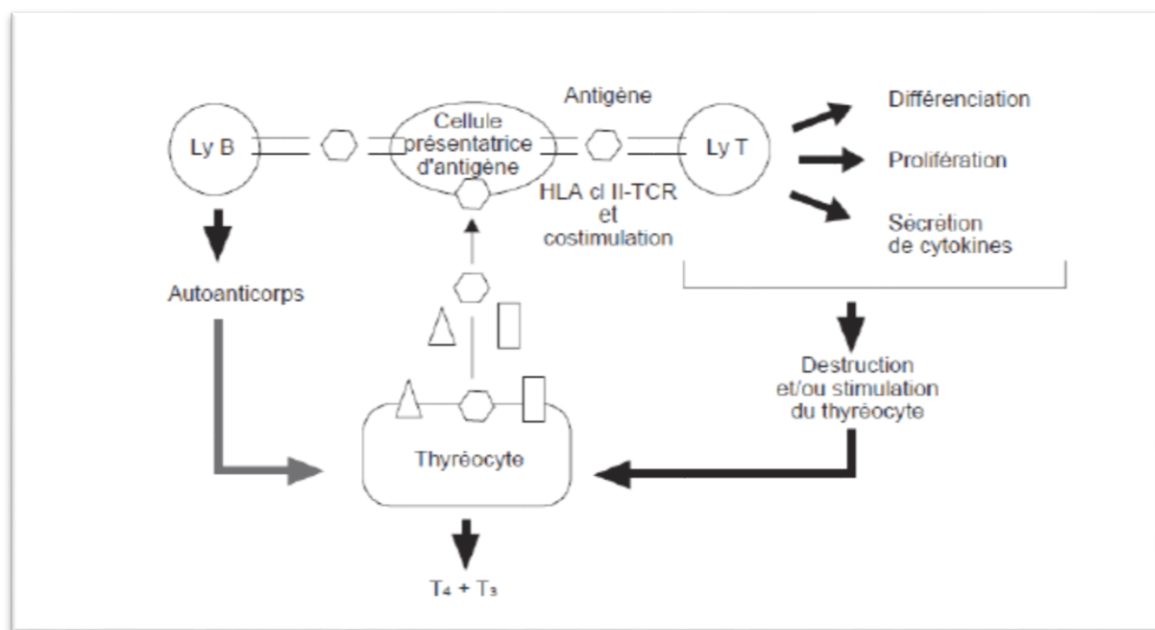 Antigène
Différenciation
Ly B
Cellule
présentatrice
d'antigène
Ly T
Prolifération
HLA cl II-TCR
et
costimulation
Sécrétion
de cytokines
Autoanticorps
Destruction
et/ou stimulation
du thyréocyte
Thyréocyte
T₄ + T₃